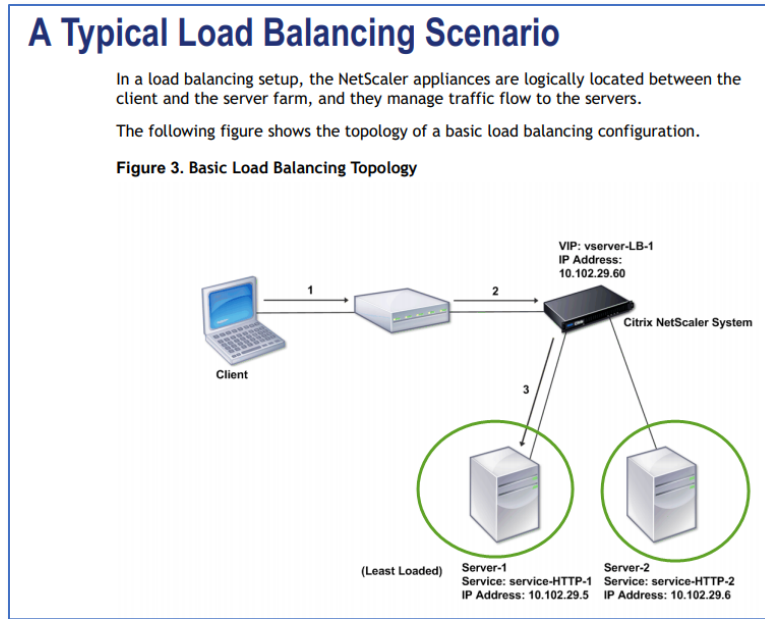 A Typical Load Balancing Scenario
In a load balancing setup, the NetScaler appliances are logically located between the
client and the server farm, and they manage traffic flow to the servers.
The following figure shows the topology of a basic load balancing configuration.
Figure 3. Basic Load Balancing Topology
VIP: vserver-LB-1
IP Address:
10.102.29.60
1
2
Citrix NetScaler System
Client
3
(Least Loaded)
Server-1
Service: service-HTTP-1
IP Address: 10.102.29.5
Server-2
Service: service-HTTP-2
IP Address: 10.102.29.6